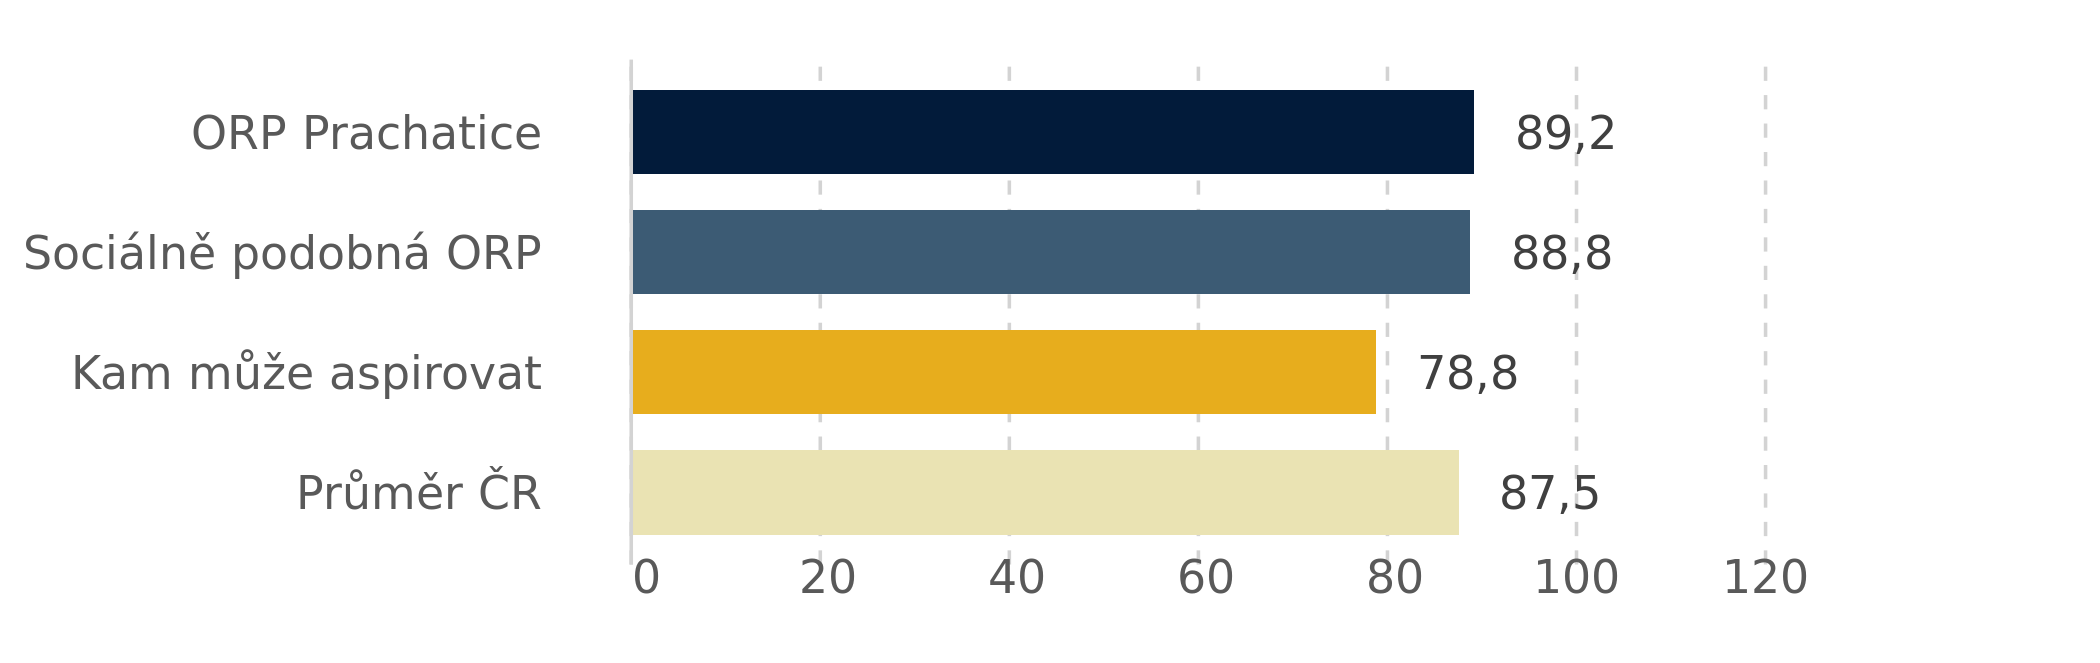 ORP Prachatice 89,2
Sociálně podobná ORP 88,8
Kam může aspirovat 78,8
Průměr ČR 87,5
0 20 40 60 80 100 120